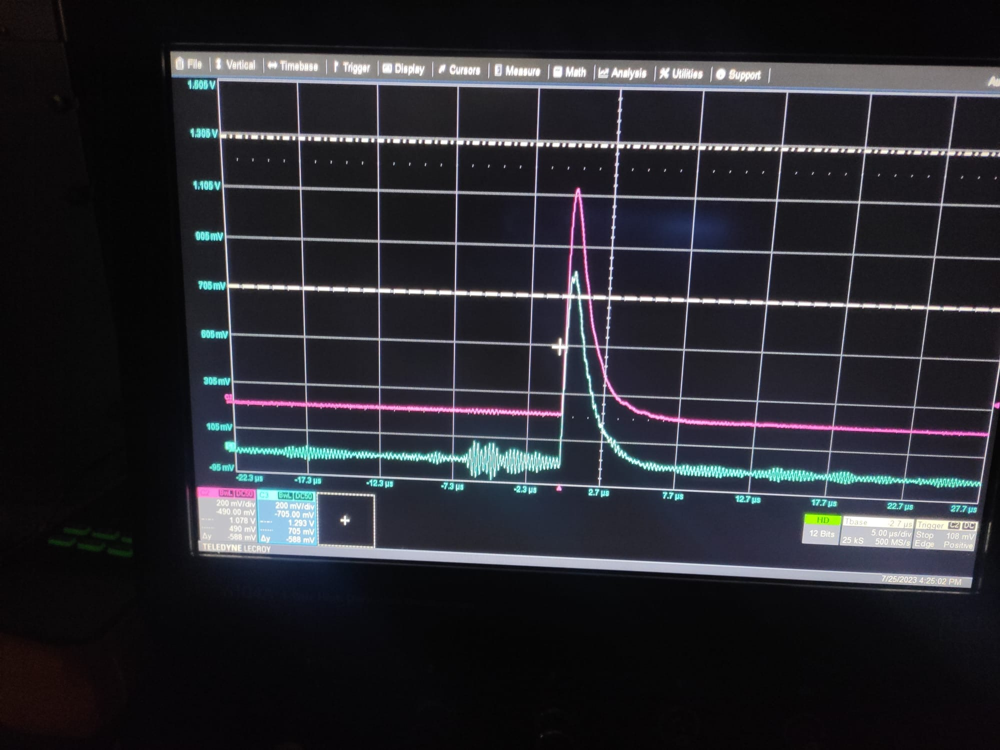 File Vertical Timebase Trigger Display Cursors Measure Math Analysis Utilities Support
1.505 V
1.305 V
1.105 V
905 mV
705 mV
505 mV
305 mV
105 mV
-95 mV
-22.3 µs -17.3 µs -12.3 µs -7.3 µs -2.3 µs 2.7 µs 7.7 µs 12.7 µs 17.7 µs 22.7 µs 27.7 µs
C2 BwL DC50 C3 BwL DC50
200 mV/div 200 mV/div
-490.00 mV -705.00 mV
1.078 V 1.293 V
490 mV 705 mV
Δy -588 mV Δy -588 mV
+
HD Tbase -2.7 µs Trigger C2 DC
12 Bits 5.00 µs/div Stop 108 mV
25 kS 500 MS/s Edge Positive
TELEDYNE LECROY
7/25/2023 4:25:02 PM